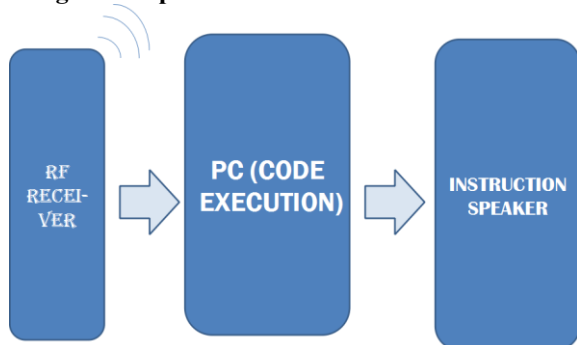 RF
RECEI-
VER
PC (CODE
EXECUTION)
INSTRUCTION
SPEAKER